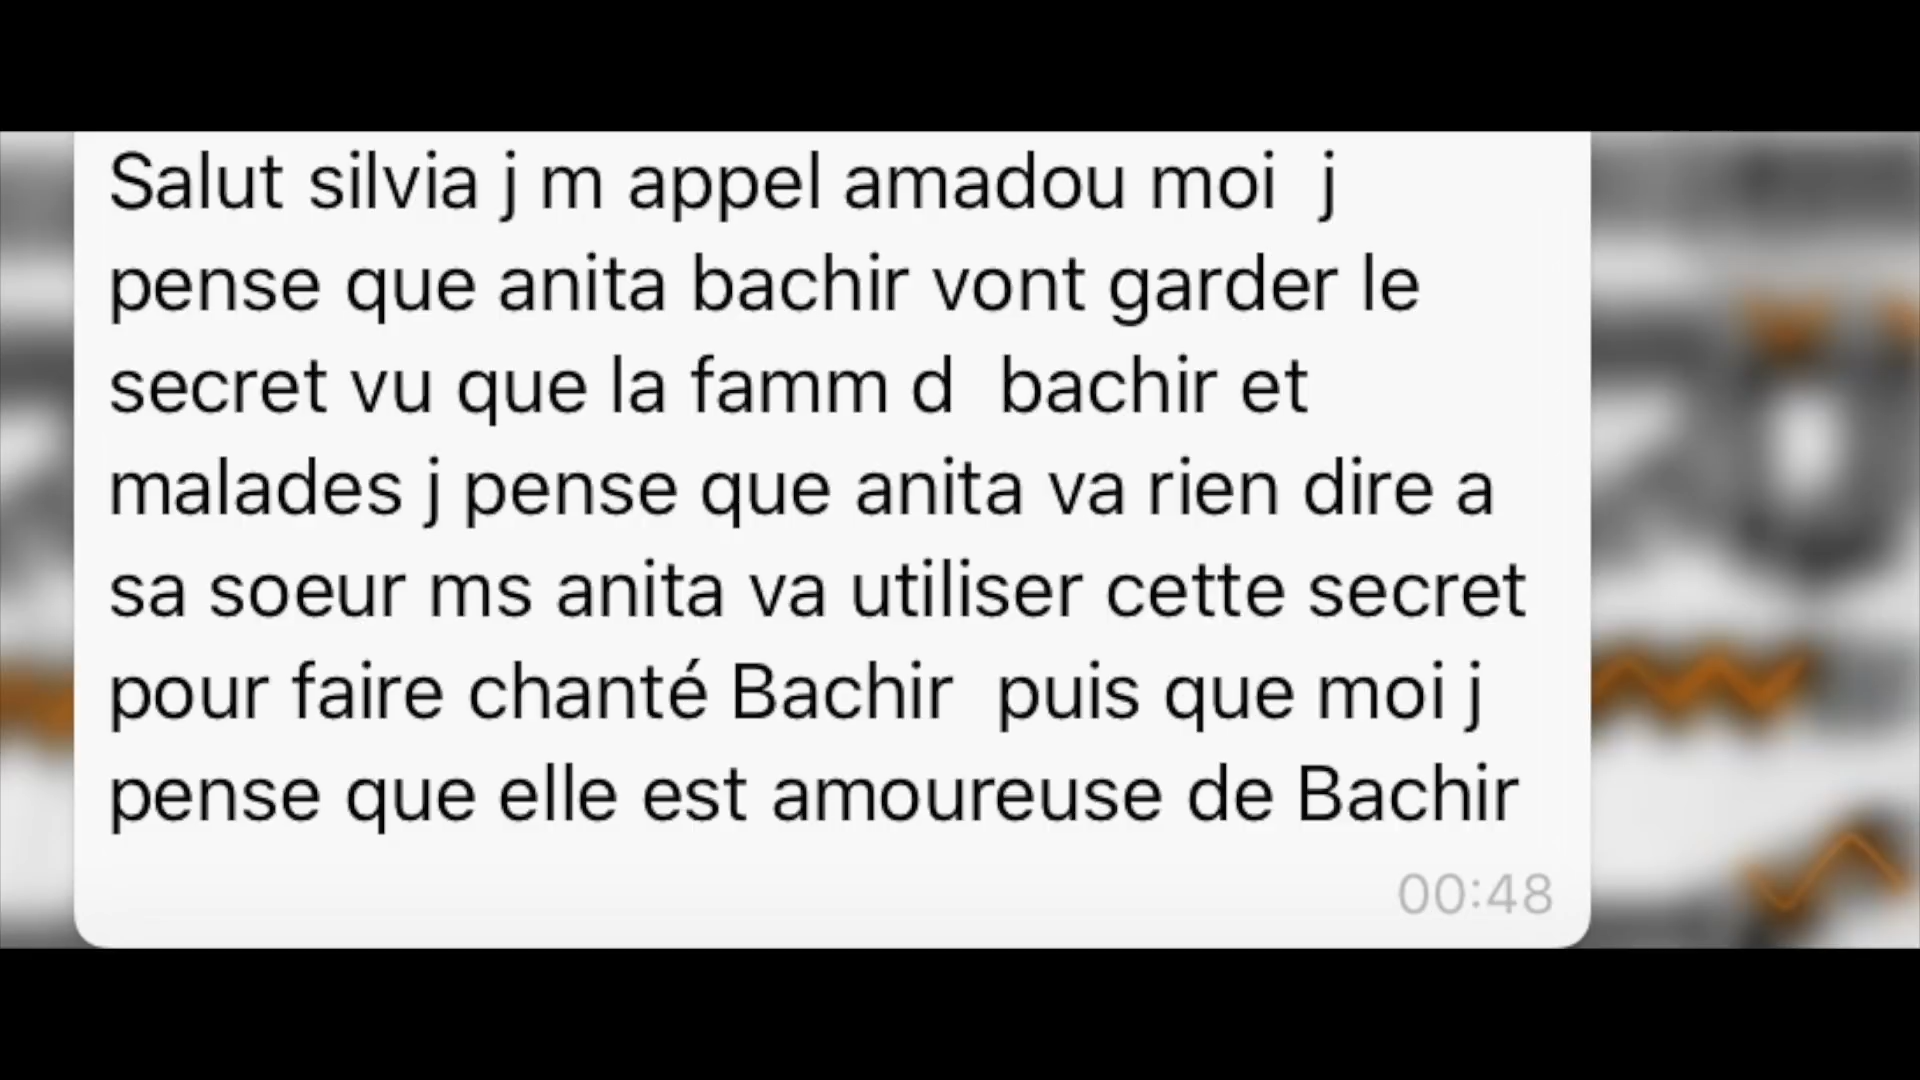 Salut silvia j m appel amadou moi  j
pense que anita bachir vont garder le
secret vu que la famm d  bachir et
malades j pense que anita va rien dire a
sa soeur ms anita va utiliser cette secret
pour faire chanté Bachir  puis que moi j
pense que elle est amoureuse de Bachir
00:48